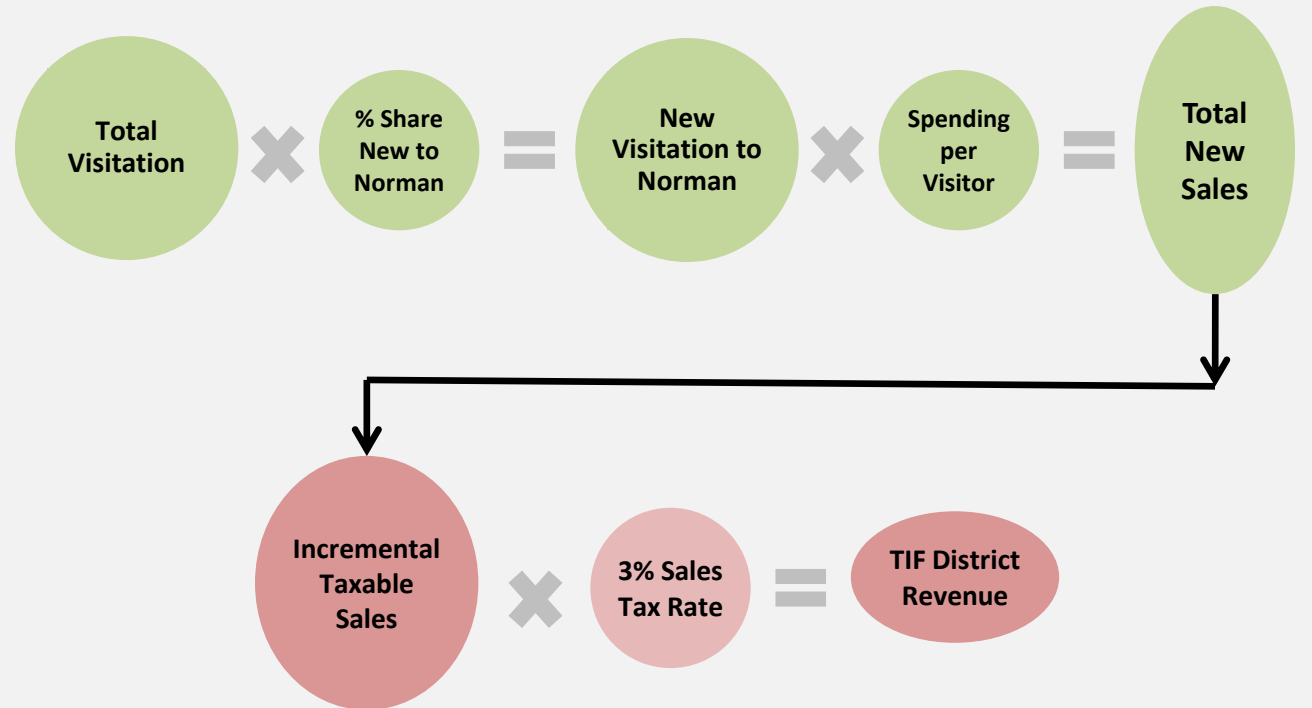 Total
Visitation
% Share
New to
Norman
New
Visitation to
Norman
Spending
per
Visitor
Total
New
Sales
Incremental
Taxable
Sales
3% Sales
Tax Rate
TIF District
Revenue